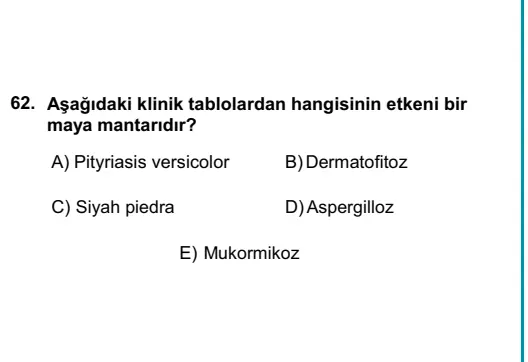 62. Aşağıdaki klinik tablolardan hangisinin etkeni bir
maya mantarıdır?
A) Pityriasis versicolor B) Dermatofitoz
C) Siyah piedra D) Aspergilloz
E) Mukormikoz